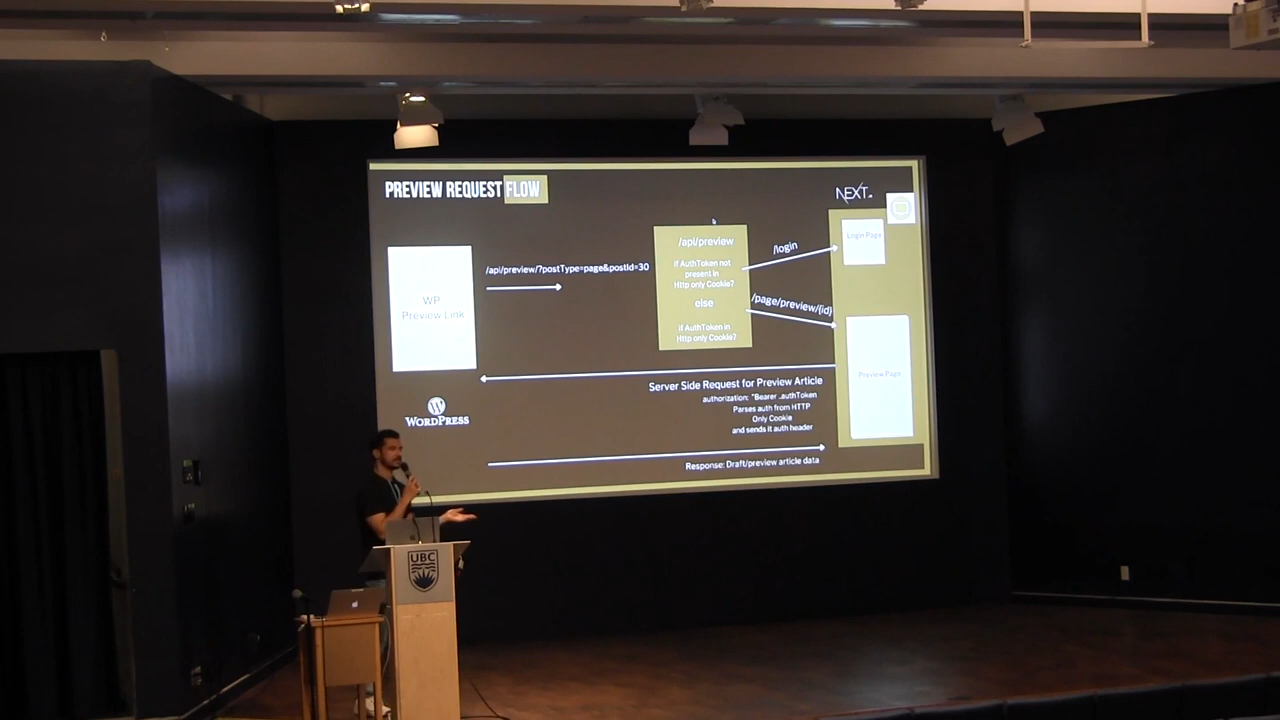 PREVIEW REQUEST FLOW
NEXT.
WP
Preview Link
/api/preview/?postType=page&postId=30
/api/preview
if AuthToken not
present in
Http only Cookie?
else
if AuthToken in
Http only Cookie?
/login
/page/preview/{id}
Login Page
Preview Page
Server Side Request for Preview Article
authorization: "Bearer ..authToken
Parses auth from HTTP
Only Cookie
and sends it auth header
Response: Draft/preview article data
WORDPRESS
UBC